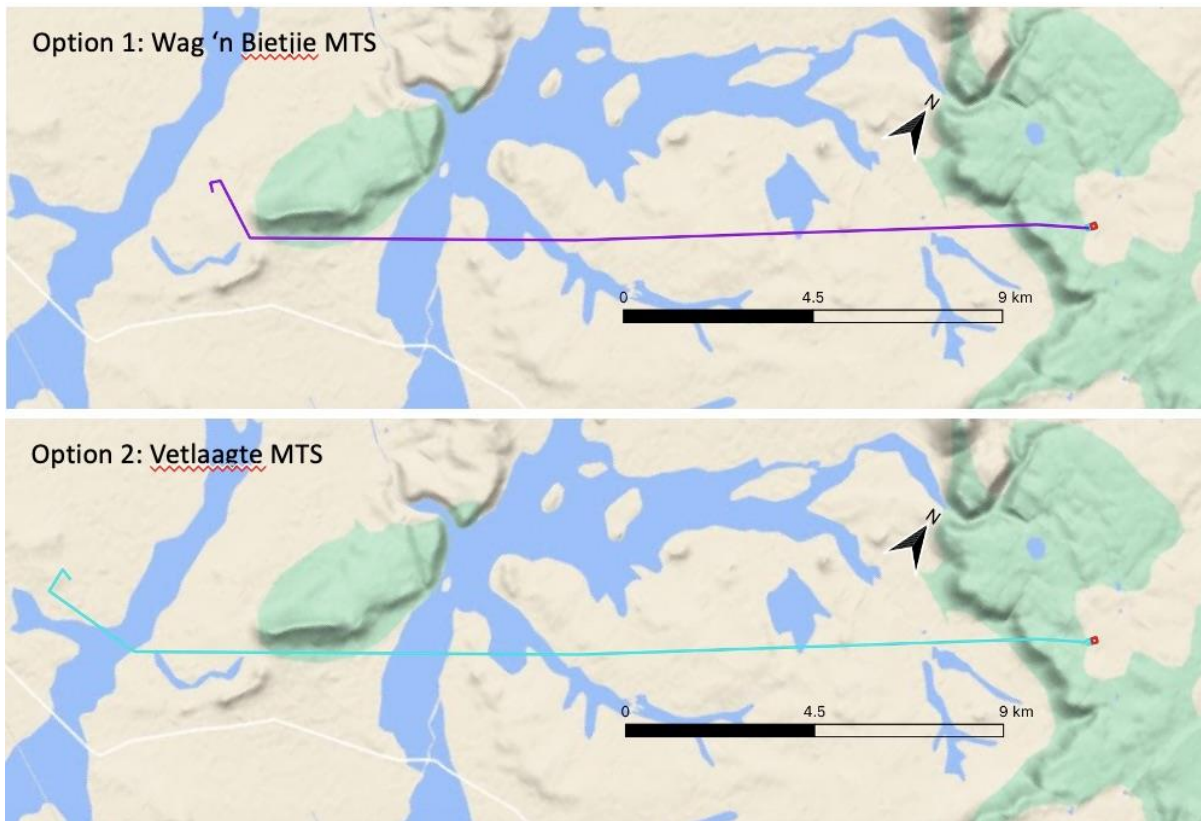 Option 1: Wag ‘n Bietjie MTS
N
0 4.5 9 km
Option 2: Vetlaagte MTS
N
0 4.5 9 km